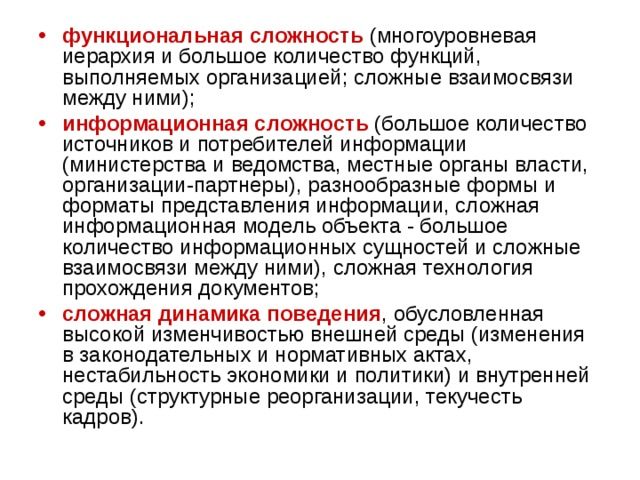 • функциональная сложность (многоуровневая
иерархия и большое количество функций,
выполняемых организацией; сложные взаимосвязи
между ними);
• информационная сложность (большое количество
источников и потребителей информации
(министерства и ведомства, местные органы власти,
организации-партнеры), разнообразные формы и
форматы представления информации, сложная
информационная модель объекта - большое
количество информационных сущностей и сложные
взаимосвязи между ними), сложная технология
прохождения документов;
• сложная динамика поведения, обусловленная
высокой изменчивостью внешней среды (изменения
в законодательных и нормативных актах,
нестабильность экономики и политики) и внутренней
среды (структурные реорганизации, текучесть
кадров).